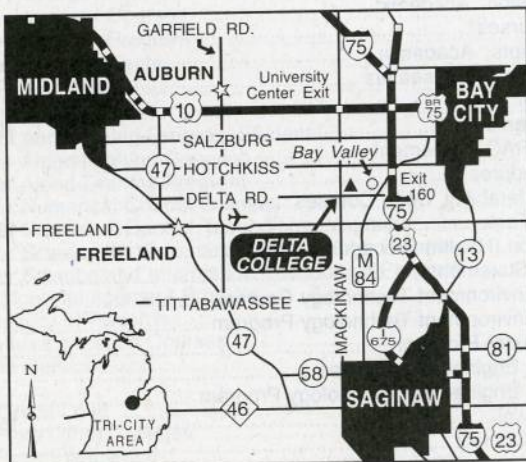 GARFIELD RD.
75
MIDLAND
AUBURN
University
Center Exit
BAY
CITY
10
BR
75
SALZBURG
Bay Valley
47
HOTCHKISS
Exit
160
DELTA RD.
75
FREELAND
FREELAND
DELTA
COLLEGE
23
M
84
13
TITTABAWASSEE
MACKINAW
I
675
47
81
58
N
46
SAGINAW
TRI-CITY
AREA
75
23